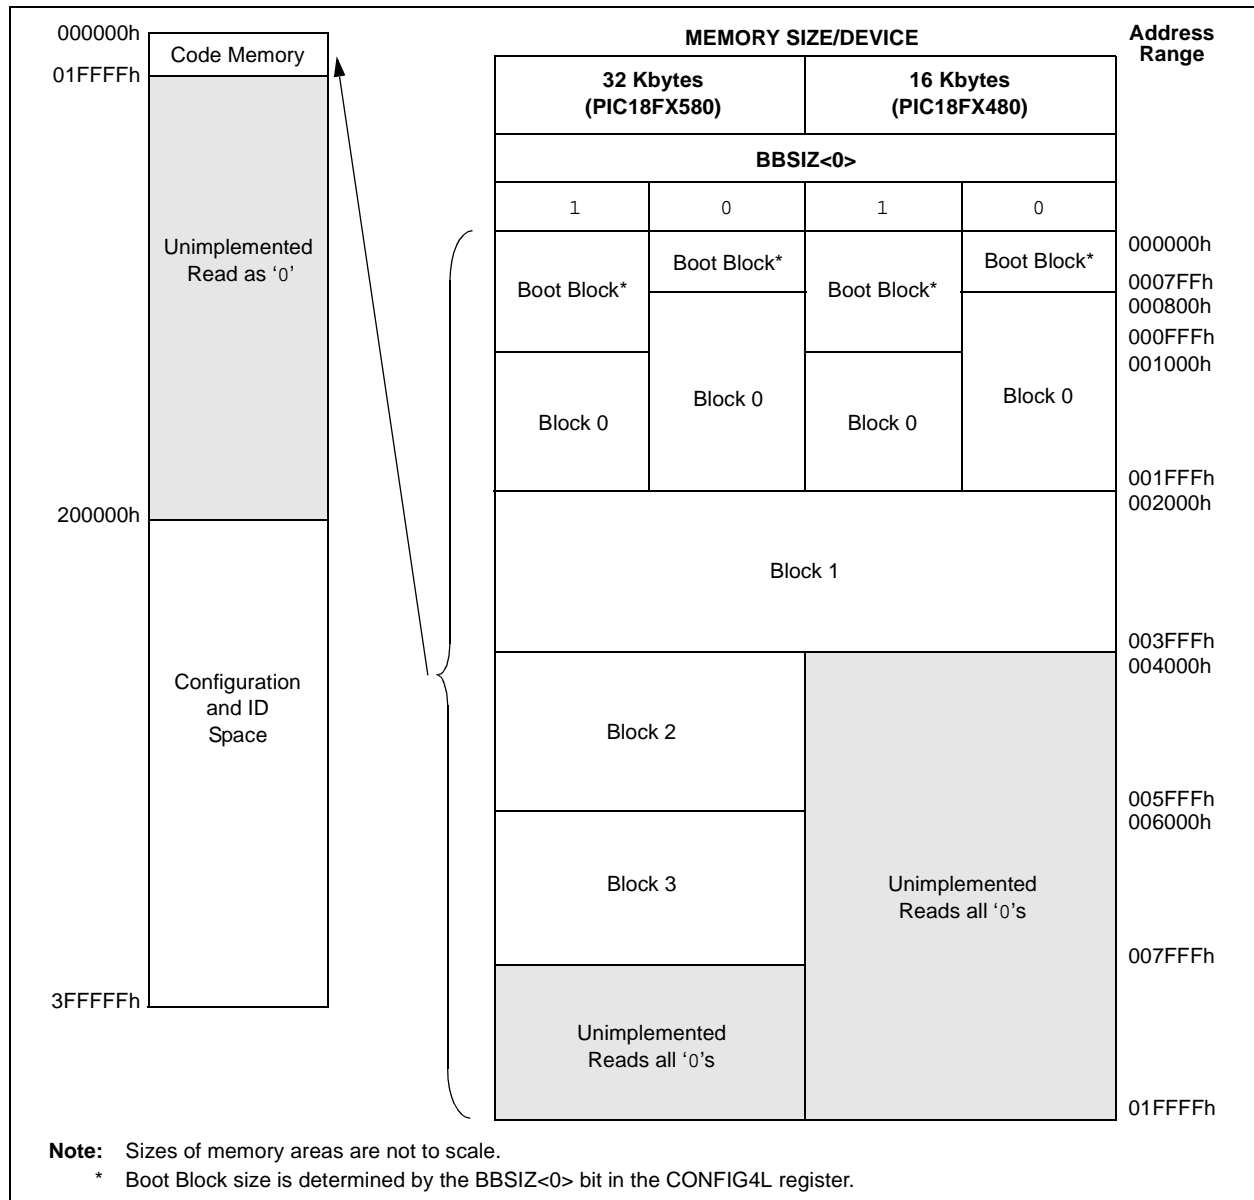 000000h
Code Memory
01FFFFh
Unimplemented
Read as ‘0’
200000h
Configuration
and ID
Space
3FFFFFh
MEMORY SIZE/DEVICE
Address
Range
32 Kbytes
(PIC18FX580)
16 Kbytes
(PIC18FX480)
BBSIZ<0>
1 0 1 0
Boot Block*
Boot Block*
Boot Block*
Boot Block*
000000h
0007FFh
000800h
000FFFh
001000h
Block 0
Block 0
Block 0
Block 0
001FFFh
002000h
Block 1
003FFFh
004000h
Block 2
005FFFh
006000h
Block 3
Unimplemented
Reads all ‘0’s
007FFFh
Unimplemented
Reads all ‘0’s
01FFFFh
Note: Sizes of memory areas are not to scale.
* Boot Block size is determined by the BBSIZ<0> bit in the CONFIG4L register.